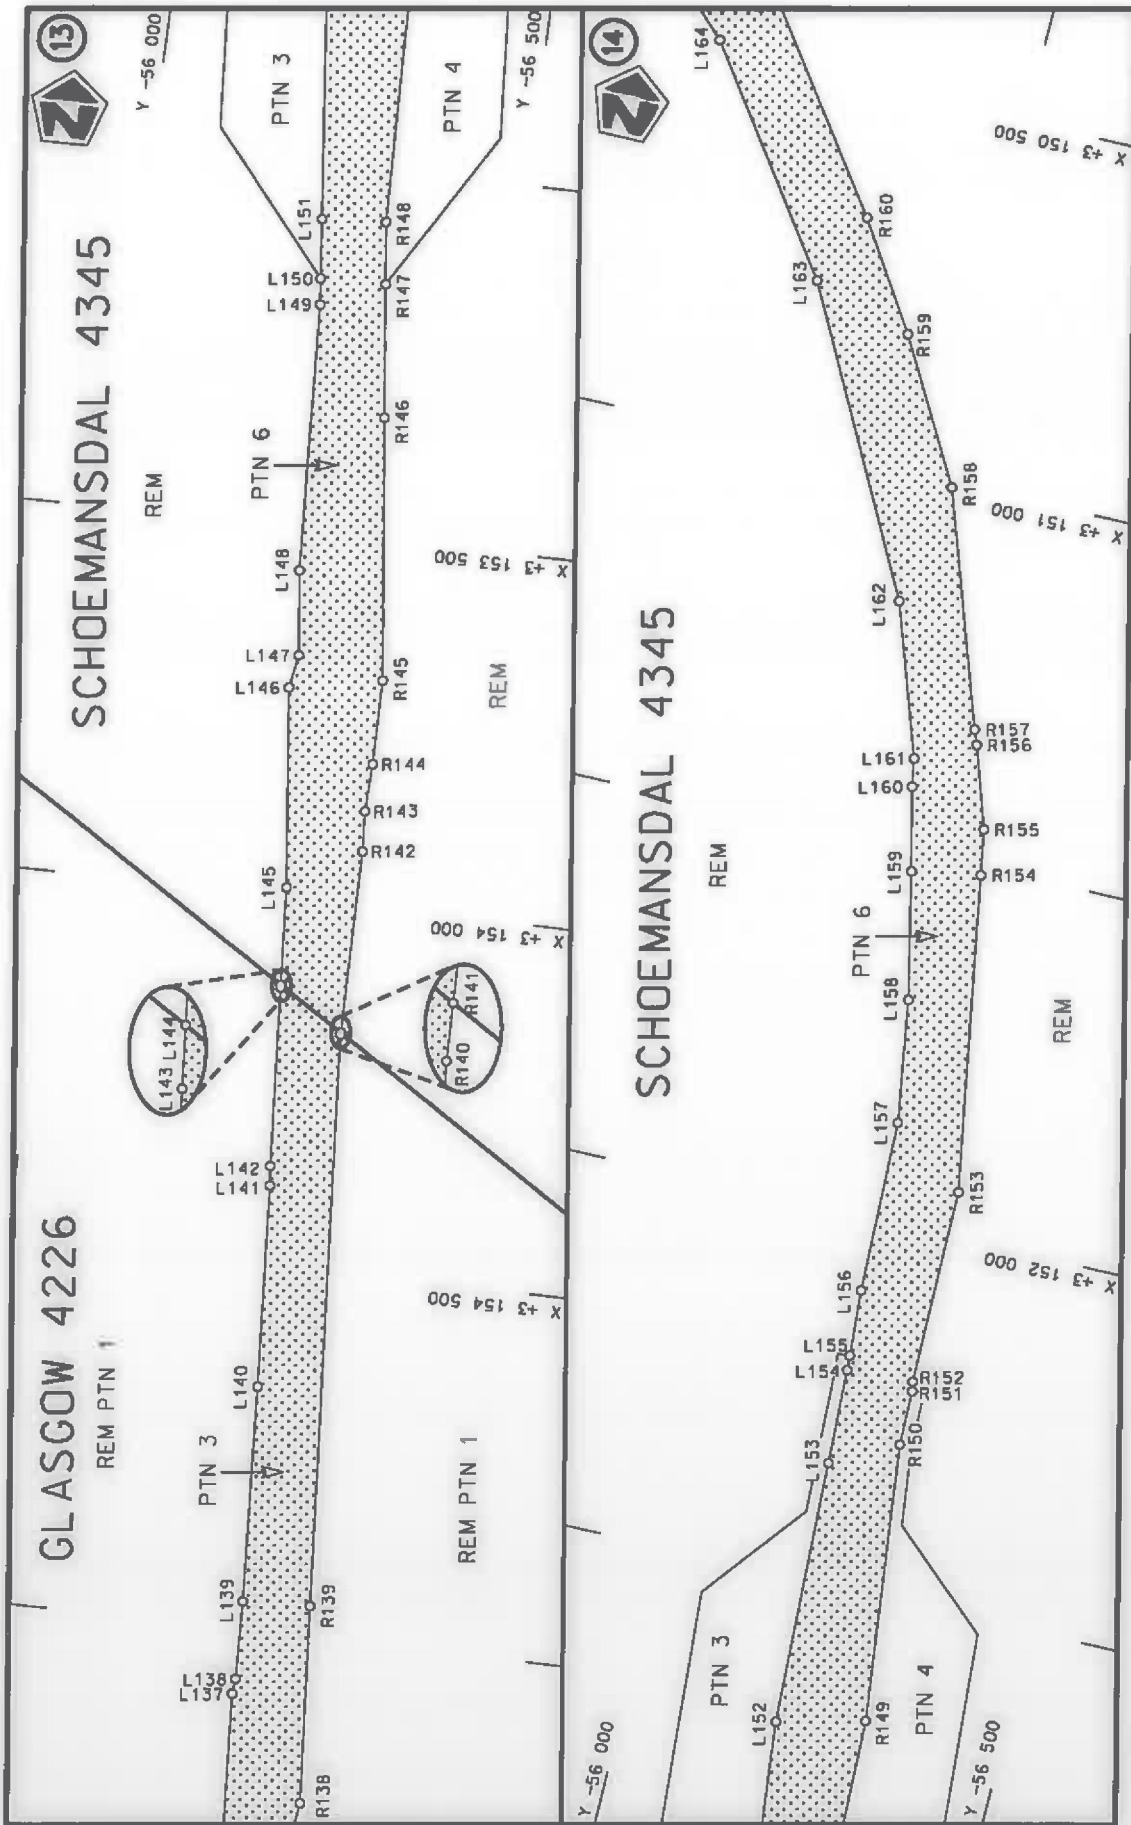 13
N
Y -56 000
PTN 3
PTN 4
Y -56 500
SCHOEMANSDAL 4345
REM
PTN 6
L151
L150
L149
L148
L147
L146
L145
L144
L143
L142
L141
L140
L139
L138
L137
R148
R147
R146
R145
R144
R143
R142
R141
R140
R139
R138
X +3 153 500
REM
X +3 154 000
X +3 154 500
GLASGOW 4226
REM PTN 1
PTN 3
REM PTN 1
14
N
X +3 150 500
X +3 151 000
X +3 152 000
SCHOEMANSDAL 4345
REM
PTN 6
REM
L164
L163
L162
L161
L160
L159
L158
L157
L156
L155
L154
L153
L152
R160
R159
R158
R157
R156
R155
R154
R153
R152
R151
R150
R149
PTN 3
PTN 4
Y -56 000
Y -56 500